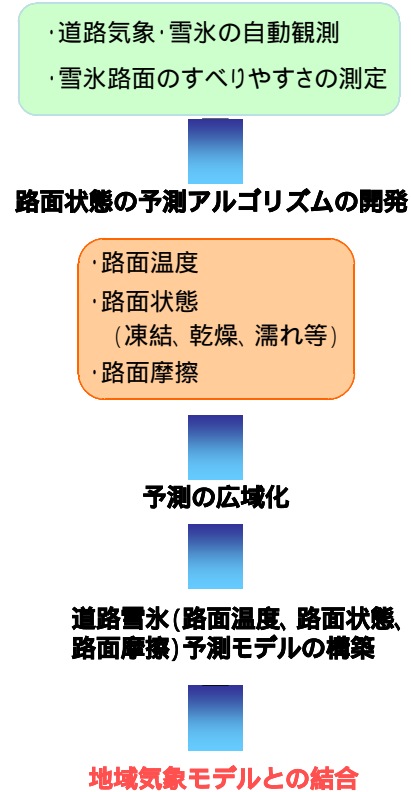 ・道路気象・雪氷の自動観測
・雪氷路面のすべりやすさの測定
路面状態の予測アルゴリズムの開発
・路面温度
・路面状態
(凍結、乾燥、濡れ等)
・路面摩擦
予測の広域化
道路雪氷(路面温度、路面状態、
路面摩擦)予測モデルの構築
地域気象モデルとの結合